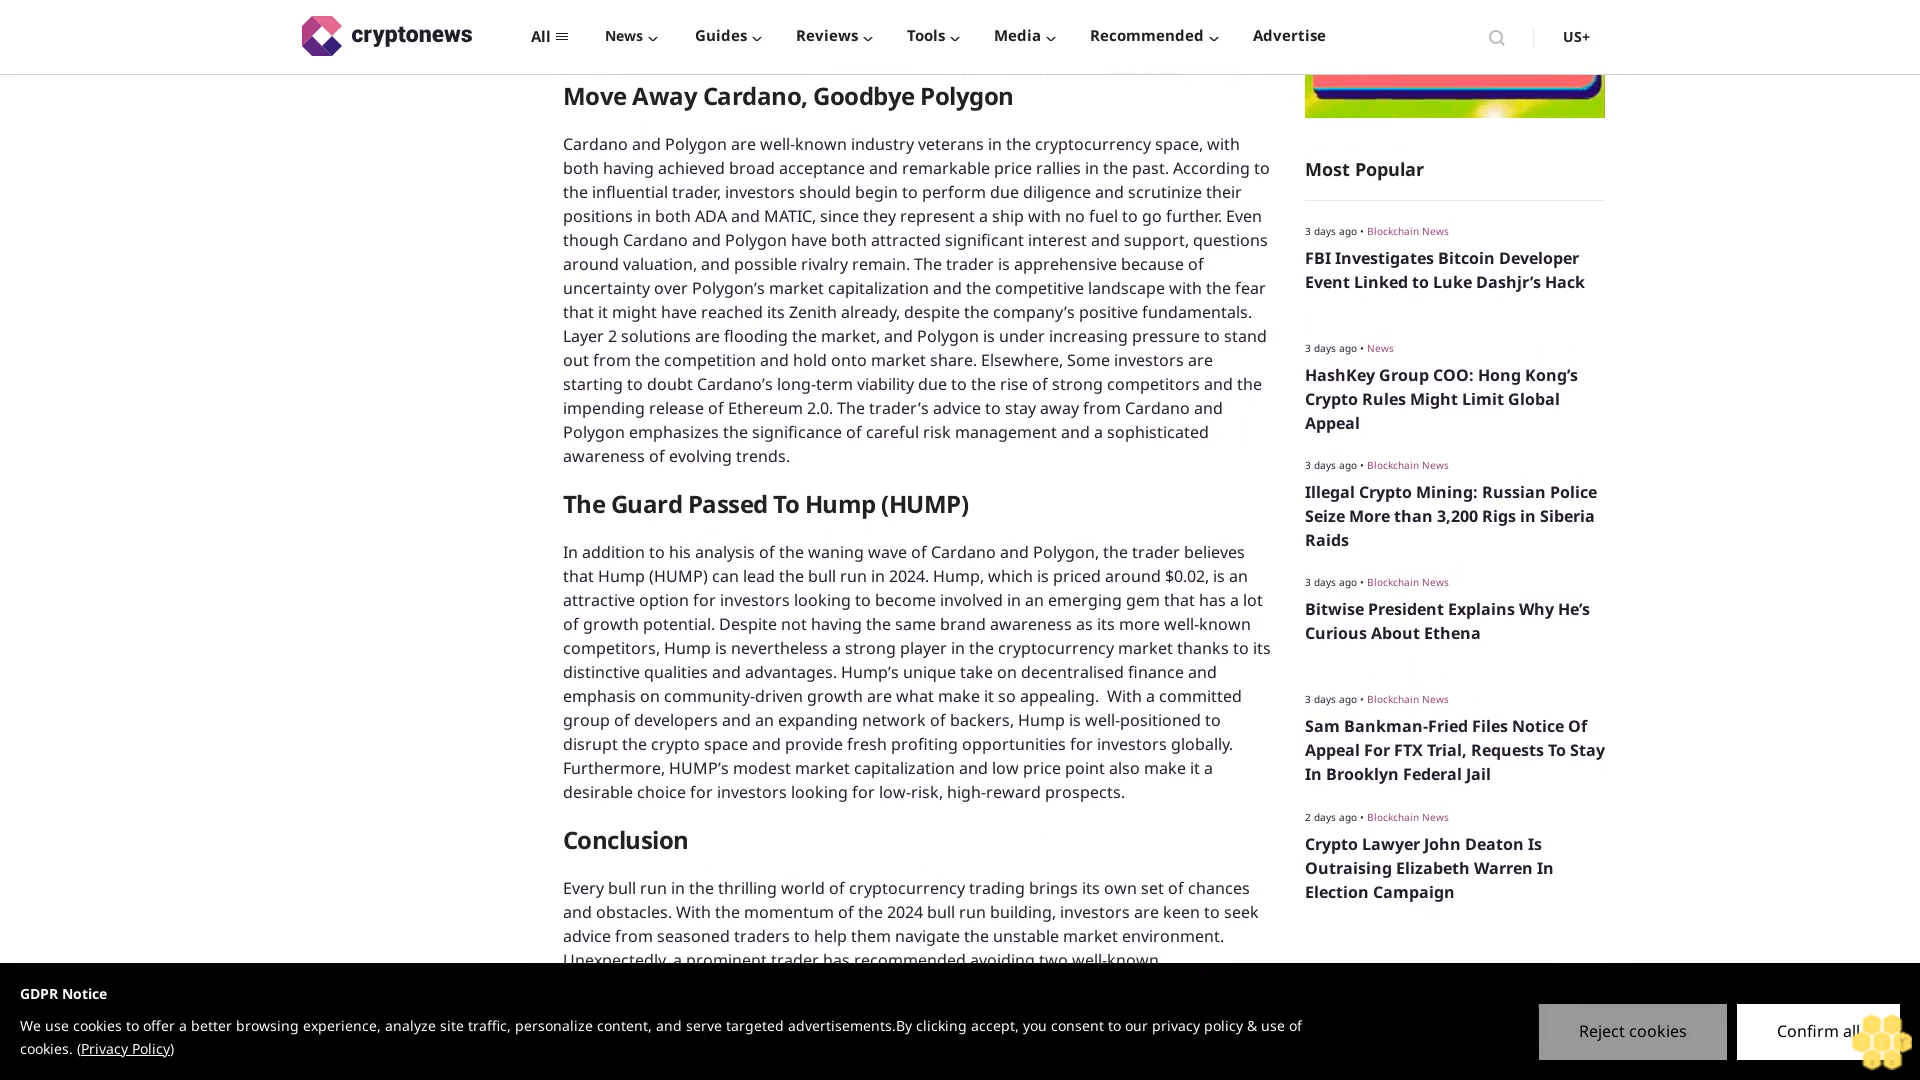 cryptonews
All
News
Guides
Reviews
Tools
Media
Recommended
Advertise
US+
Move Away Cardano, Goodbye Polygon
Cardano and Polygon are well-known industry veterans in the cryptocurrency space, with
both having achieved broad acceptance and remarkable price rallies in the past. According to
the influential trader, investors should begin to perform due diligence and scrutinize their
positions in both ADA and MATIC, since they represent a ship with no fuel to go further. Even
though Cardano and Polygon have both attracted significant interest and support, questions
around valuation, and possible rivalry remain. The trader is apprehensive because of
uncertainty over Polygon’s market capitalization and the competitive landscape with the fear
that it might have reached its Zenith already, despite the company’s positive fundamentals.
Layer 2 solutions are flooding the market, and Polygon is under increasing pressure to stand
out from the competition and hold onto market share. Elsewhere, Some investors are
starting to doubt Cardano’s long-term viability due to the rise of strong competitors and the
impending release of Ethereum 2.0. The trader’s advice to stay away from Cardano and
Polygon emphasizes the significance of careful risk management and a sophisticated
awareness of evolving trends.
The Guard Passed To Hump (HUMP)
In addition to his analysis of the waning wave of Cardano and Polygon, the trader believes
that Hump (HUMP) can lead the bull run in 2024. Hump, which is priced around $0.02, is an
attractive option for investors looking to become involved in an emerging gem that has a lot
of growth potential. Despite not having the same brand awareness as its more well-known
competitors, Hump is nevertheless a strong player in the cryptocurrency market thanks to its
distinctive qualities and advantages. Hump’s unique take on decentralised finance and
emphasis on community-driven growth are what make it so appealing.  With a committed
group of developers and an expanding network of backers, Hump is well-positioned to
disrupt the crypto space and provide fresh profiting opportunities for investors globally.
Furthermore, HUMP’s modest market capitalization and low price point also make it a
desirable choice for investors looking for low-risk, high-reward prospects.
Conclusion
Every bull run in the thrilling world of cryptocurrency trading brings its own set of chances
and obstacles. With the momentum of the 2024 bull run building, investors are keen to seek
advice from seasoned traders to help them navigate the unstable market environment.
Unexpectedly, a prominent trader has recommended avoiding two well-known
Most Popular
3 days ago • Blockchain News
FBI Investigates Bitcoin Developer
Event Linked to Luke Dashjr’s Hack
3 days ago • News
HashKey Group COO: Hong Kong’s
Crypto Rules Might Limit Global
Appeal
3 days ago • Blockchain News
Illegal Crypto Mining: Russian Police
Seize More than 3,200 Rigs in Siberia
Raids
3 days ago • Blockchain News
Bitwise President Explains Why He’s
Curious About Ethena
3 days ago • Blockchain News
Sam Bankman-Fried Files Notice Of
Appeal For FTX Trial, Requests To Stay
In Brooklyn Federal Jail
2 days ago • Blockchain News
Crypto Lawyer John Deaton Is
Outraising Elizabeth Warren In
Election Campaign
GDPR Notice
We use cookies to offer a better browsing experience, analyze site traffic, personalize content, and serve targeted advertisements.By clicking accept, you consent to our privacy policy & use of
cookies. (Privacy Policy)
Reject cookies
Confirm all